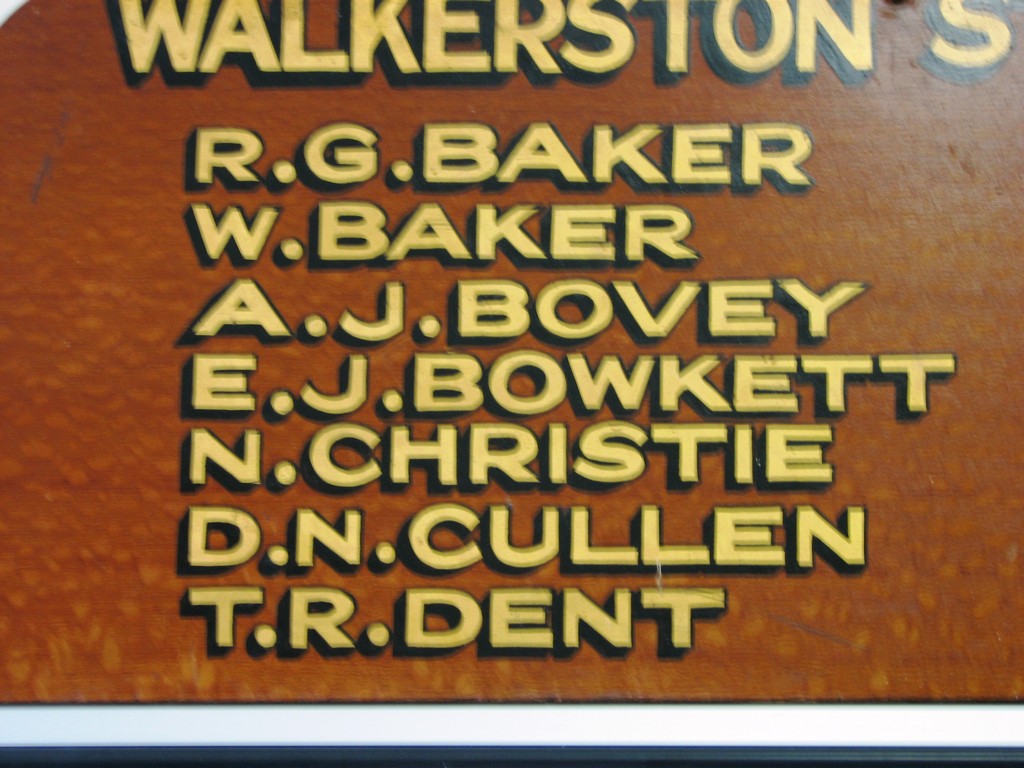 WALKERSTON S
R.G.BAKER
W.BAKER
A.J.BOVEY
E.J.BOWKETT
N.CHRISTIE
D.N.CULLEN
T.R.DENT